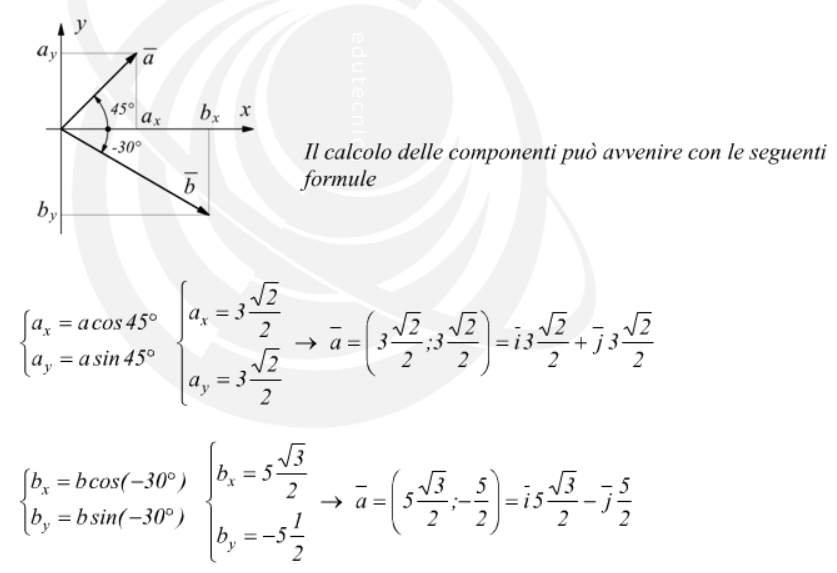 y
a_y
a̅
45°
a_x
b_x
x
-30°
b̅
b_y
edutecnica
Il calcolo delle componenti può avvenire con le seguenti
formule
{a_x = a cos 45° {a_x = 3 √2/2
{a_y = a sin 45° {a_y = 3 √2/2 → a̅ = (3 √2/2 ; 3 √2/2) = i̅ 3 √2/2 + j̅ 3 √2/2
{b_x = b cos(−30°) {b_x = 5 √3/2
{b_y = b sin(−30°) {b_y = −5 1/2 → a̅ = (5 √3/2 ; − 5/2) = i̅ 5 √3/2 − j̅ 5/2